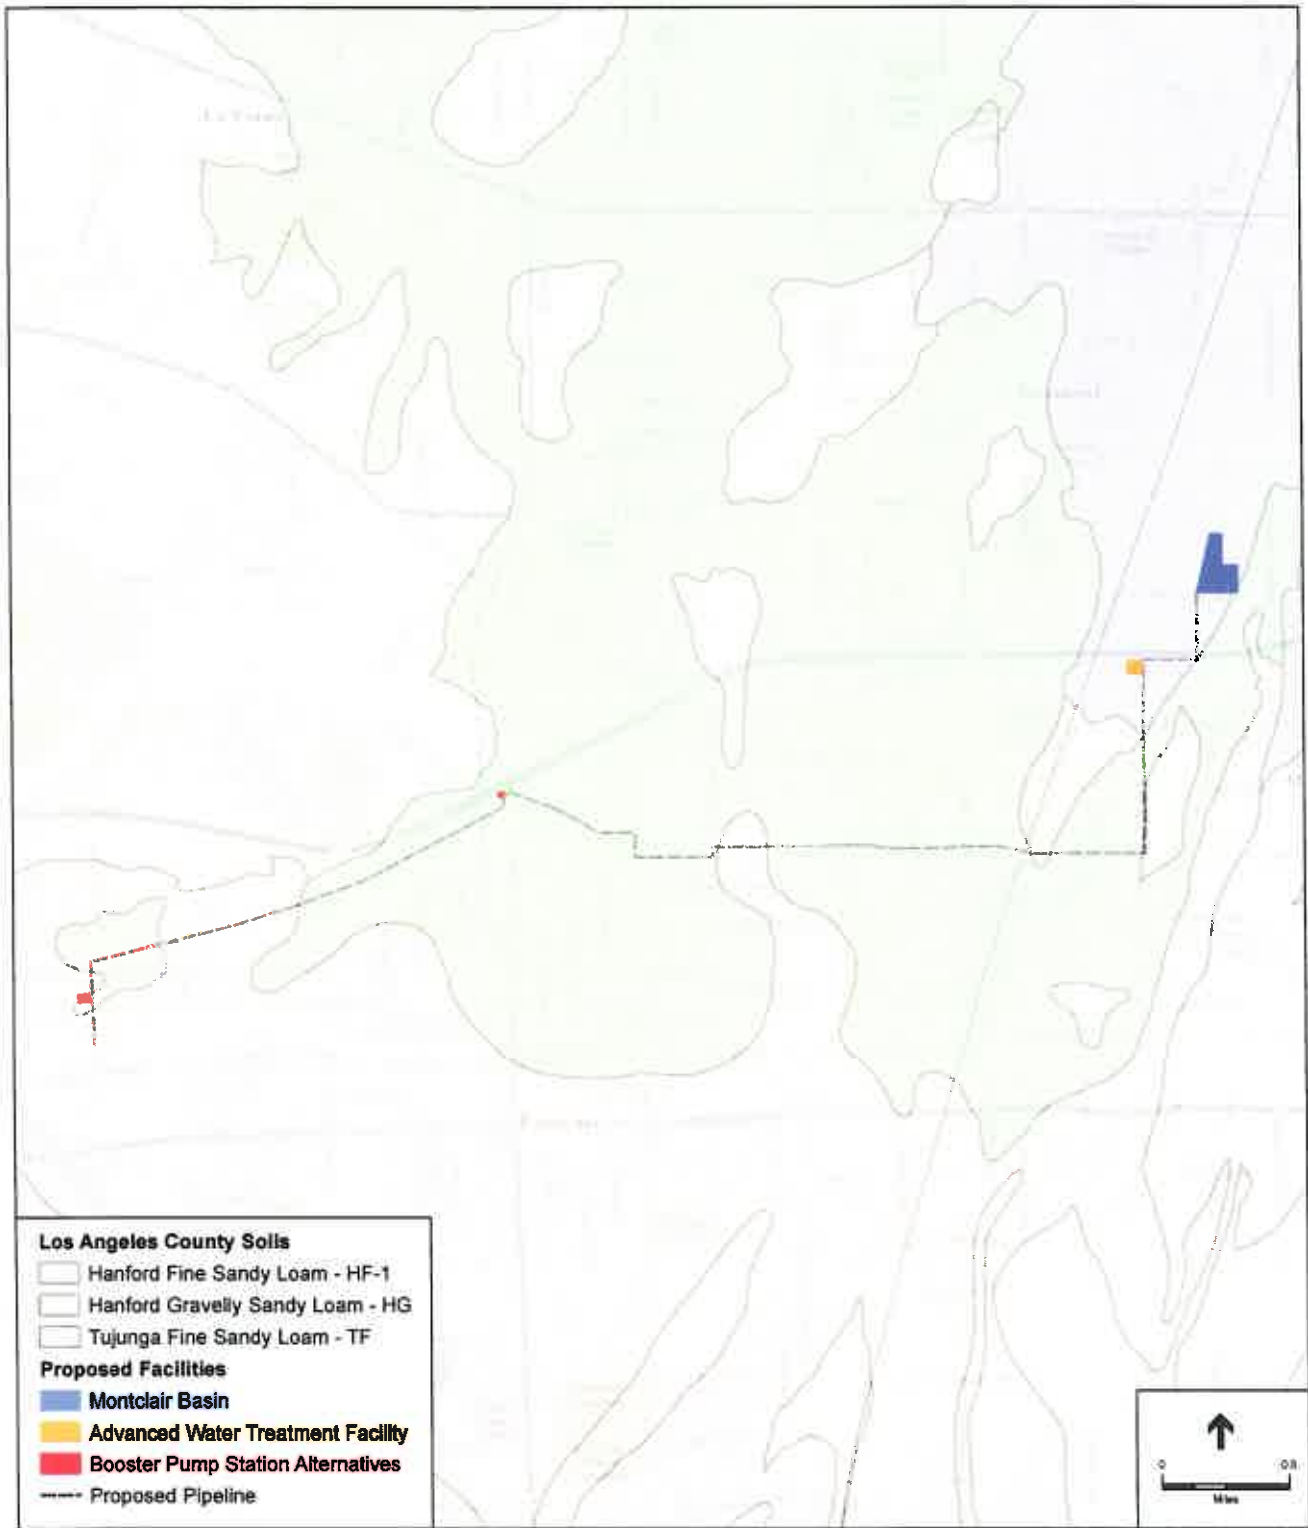 Los Angeles County Soils
Hanford Fine Sandy Loam - HF-1
Hanford Gravelly Sandy Loam - HG
Tujunga Fine Sandy Loam - TF
Proposed Facilities
Montclair Basin
Advanced Water Treatment Facility
Booster Pump Station Alternatives
Proposed Pipeline
0
Miles